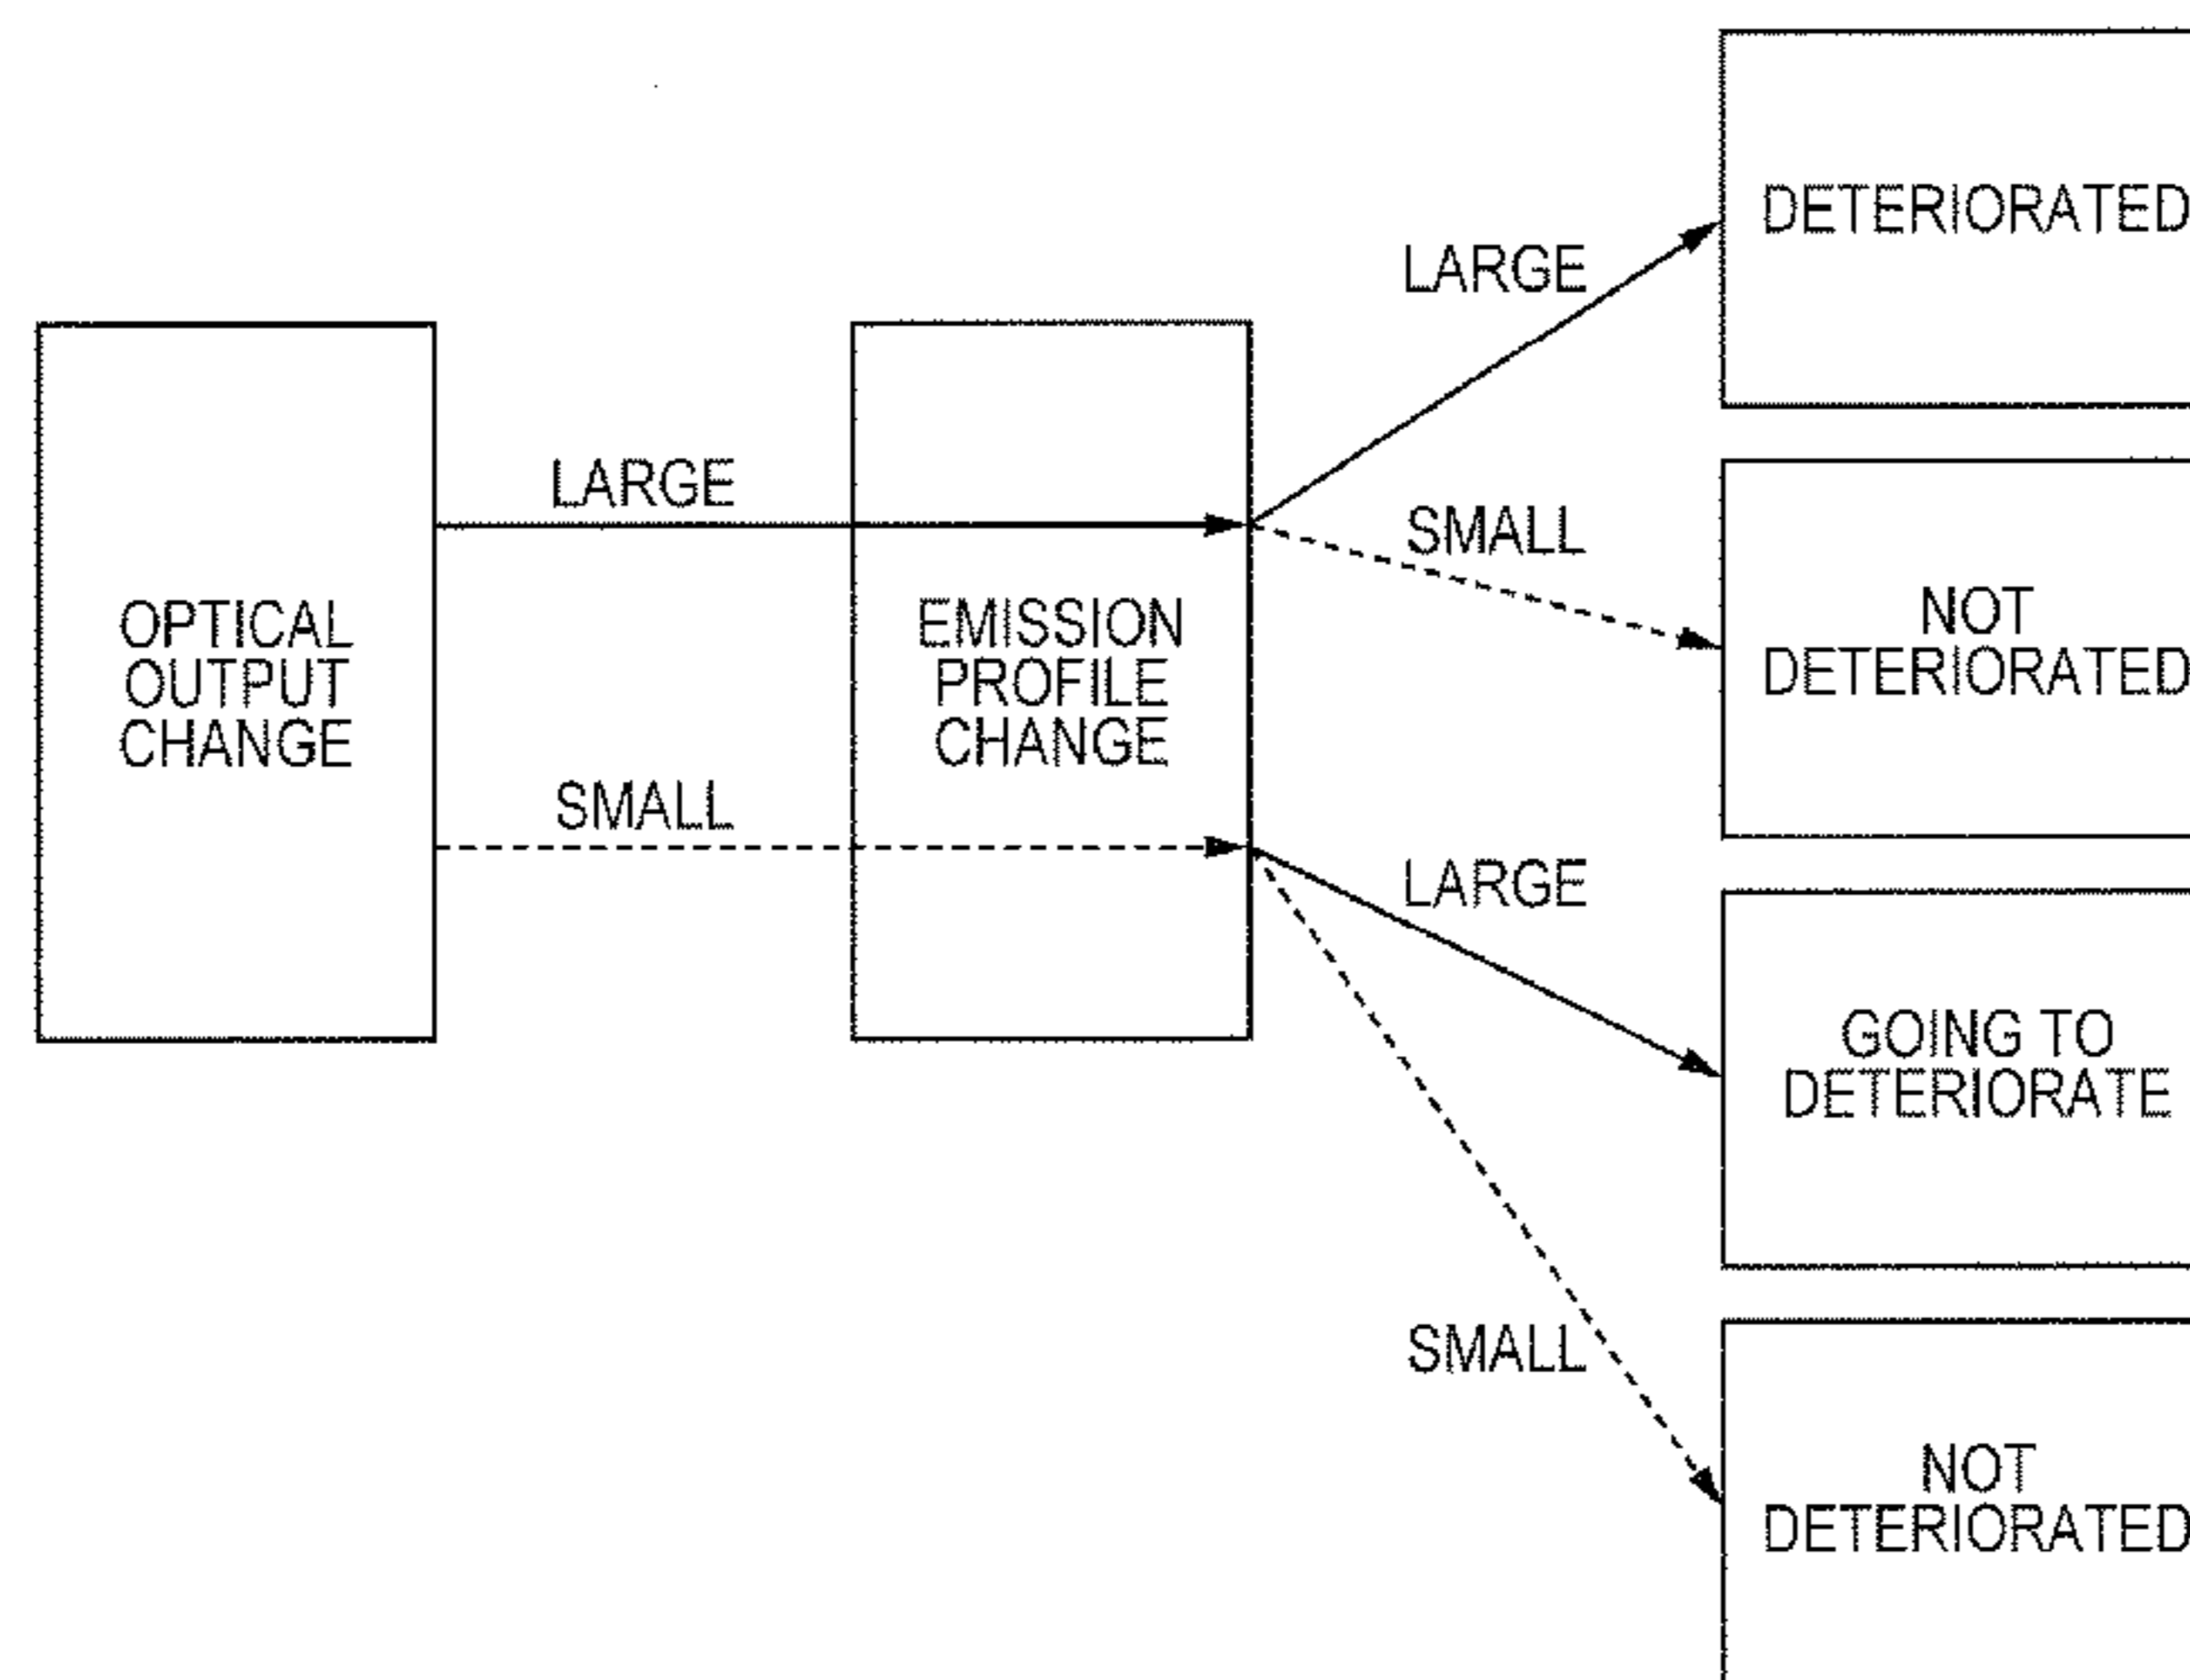 OPTICAL
OUTPUT
CHANGE
LARGE
SMALL
EMISSION
PROFILE
CHANGE
LARGE
SMALL
LARGE
SMALL
DETERIORATED
NOT
DETERIORATED
GOING TO
DETERIORATE
NOT
DETERIORATED